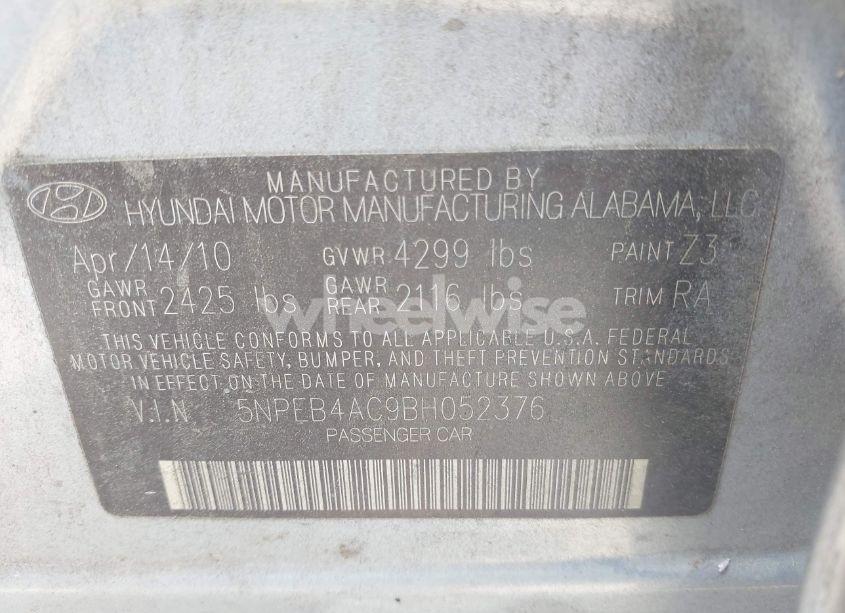 MANUFACTURED BY
HYUNDAI MOTOR MANUFACTURING ALABAMA, LLC
Apr/14/10 GVWR 4299 lbs PAINT Z3
GAWR FRONT 2425 lbs GAWR REAR 2116 lbs TRIM RA
wheelwise
THIS VEHICLE CONFORMS TO ALL APPLICABLE U.S.A. FEDERAL
MOTOR VEHICLE SAFETY, BUMPER, AND THEFT PREVENTION STANDARDS
IN EFFECT ON THE DATE OF MANUFACTURE SHOWN ABOVE
V.I.N 5NPEB4AC9BH052376
PASSENGER CAR